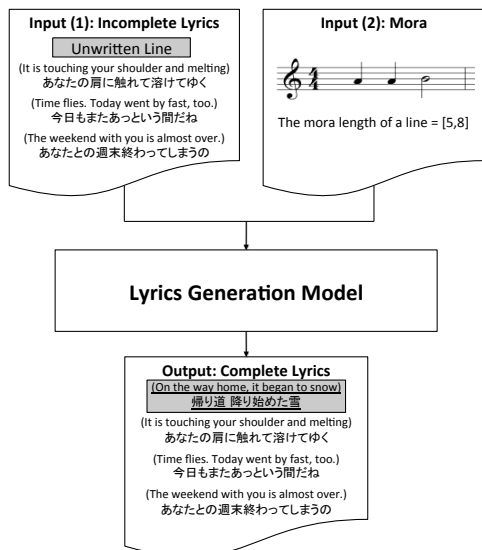 Input (1): Incomplete Lyrics
Unwritten Line
(It is touching your shoulder and melting)
あなたの肩に触れて溶けてゆく
(Time flies. Today went by fast, too.)
今日もまたあっという間だね
(The weekend with you is almost over.)
あなたとの週末終わってしまうの
Input (2): Mora
4
4
The mora length of a line = [5,8]
Lyrics Generation Model
Output: Complete Lyrics
(On the way home, it began to snow)
帰り道 降り始めた雪
(It is touching your shoulder and melting)
あなたの肩に触れて溶けてゆく
(Time flies. Today went by fast, too.)
今日もまたあっという間だね
(The weekend with you is almost over.)
あなたとの週末終わってしまうの